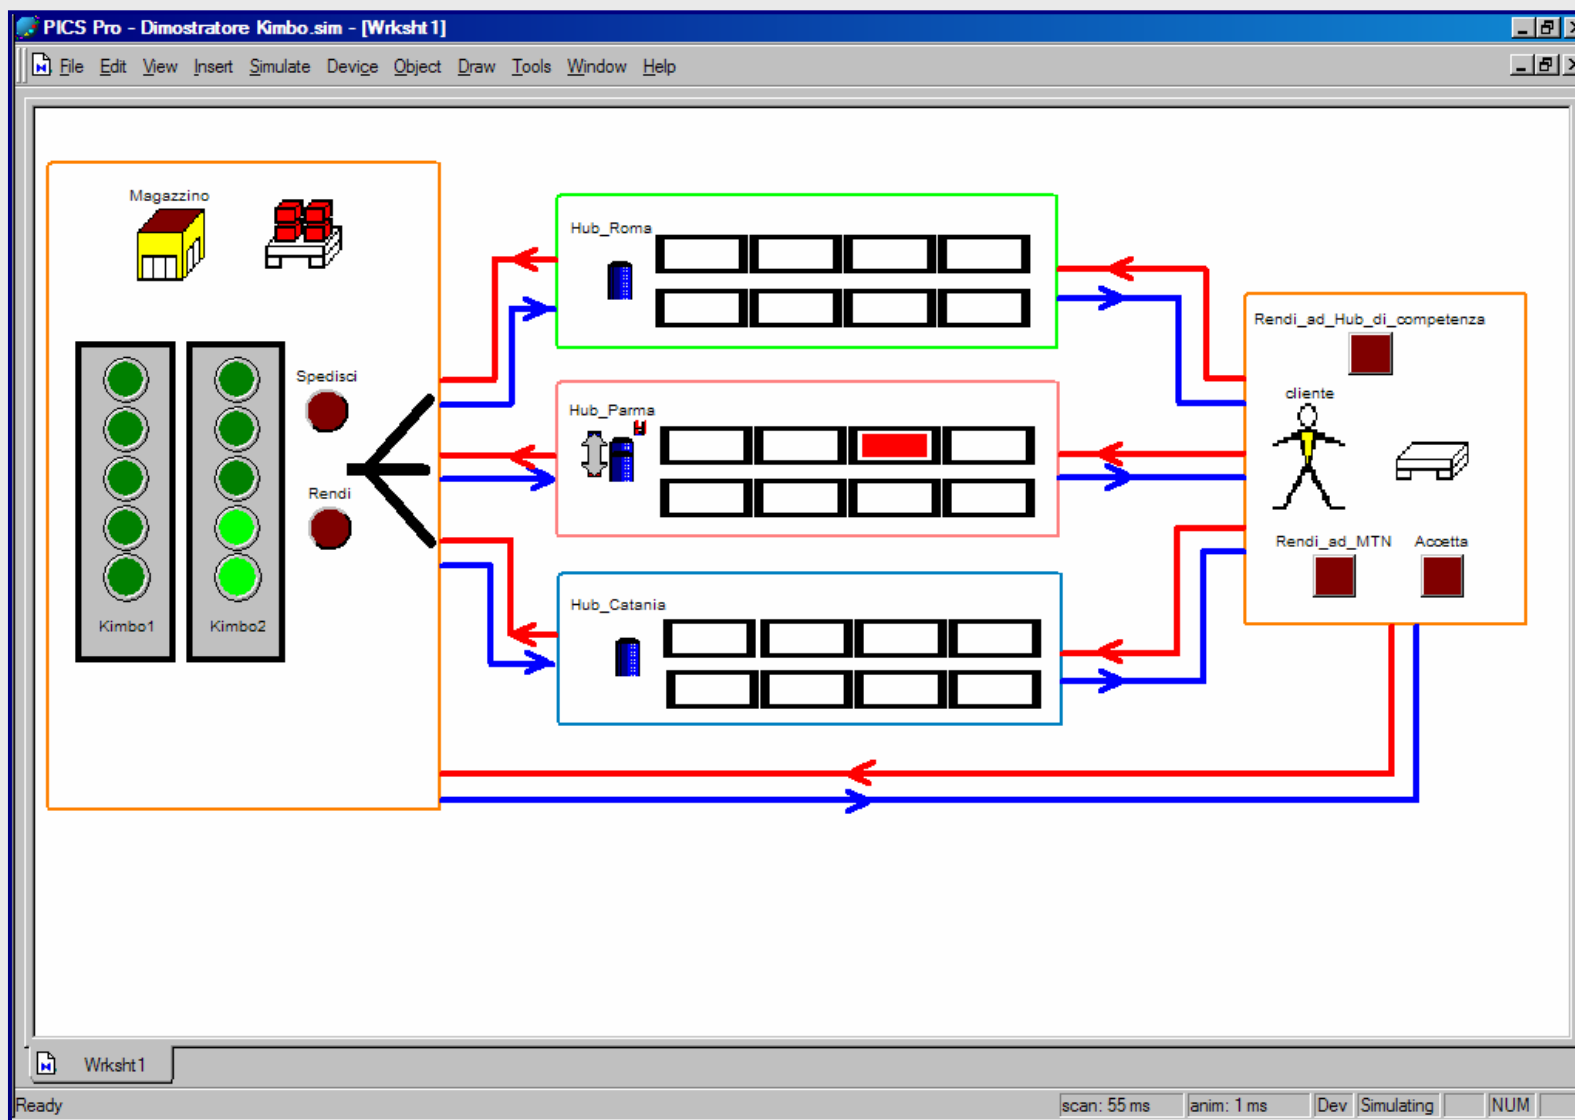 PICS Pro - Dimostratore Kimbo.sim - [Wrksht1]
File Edit View Insert Simulate Device Object Draw Tools Window Help
Magazzino
Hub_Roma
Rendi_ad_Hub_di_competenza
Spedisci
cliente
Hub_Parma
Rendi
Rendi_ad_MTN Accetta
Hub_Catania
Kimbo1 Kimbo2
Wrksht1
Ready scan: 55 ms anim: 1 ms Dev Simulating NUM